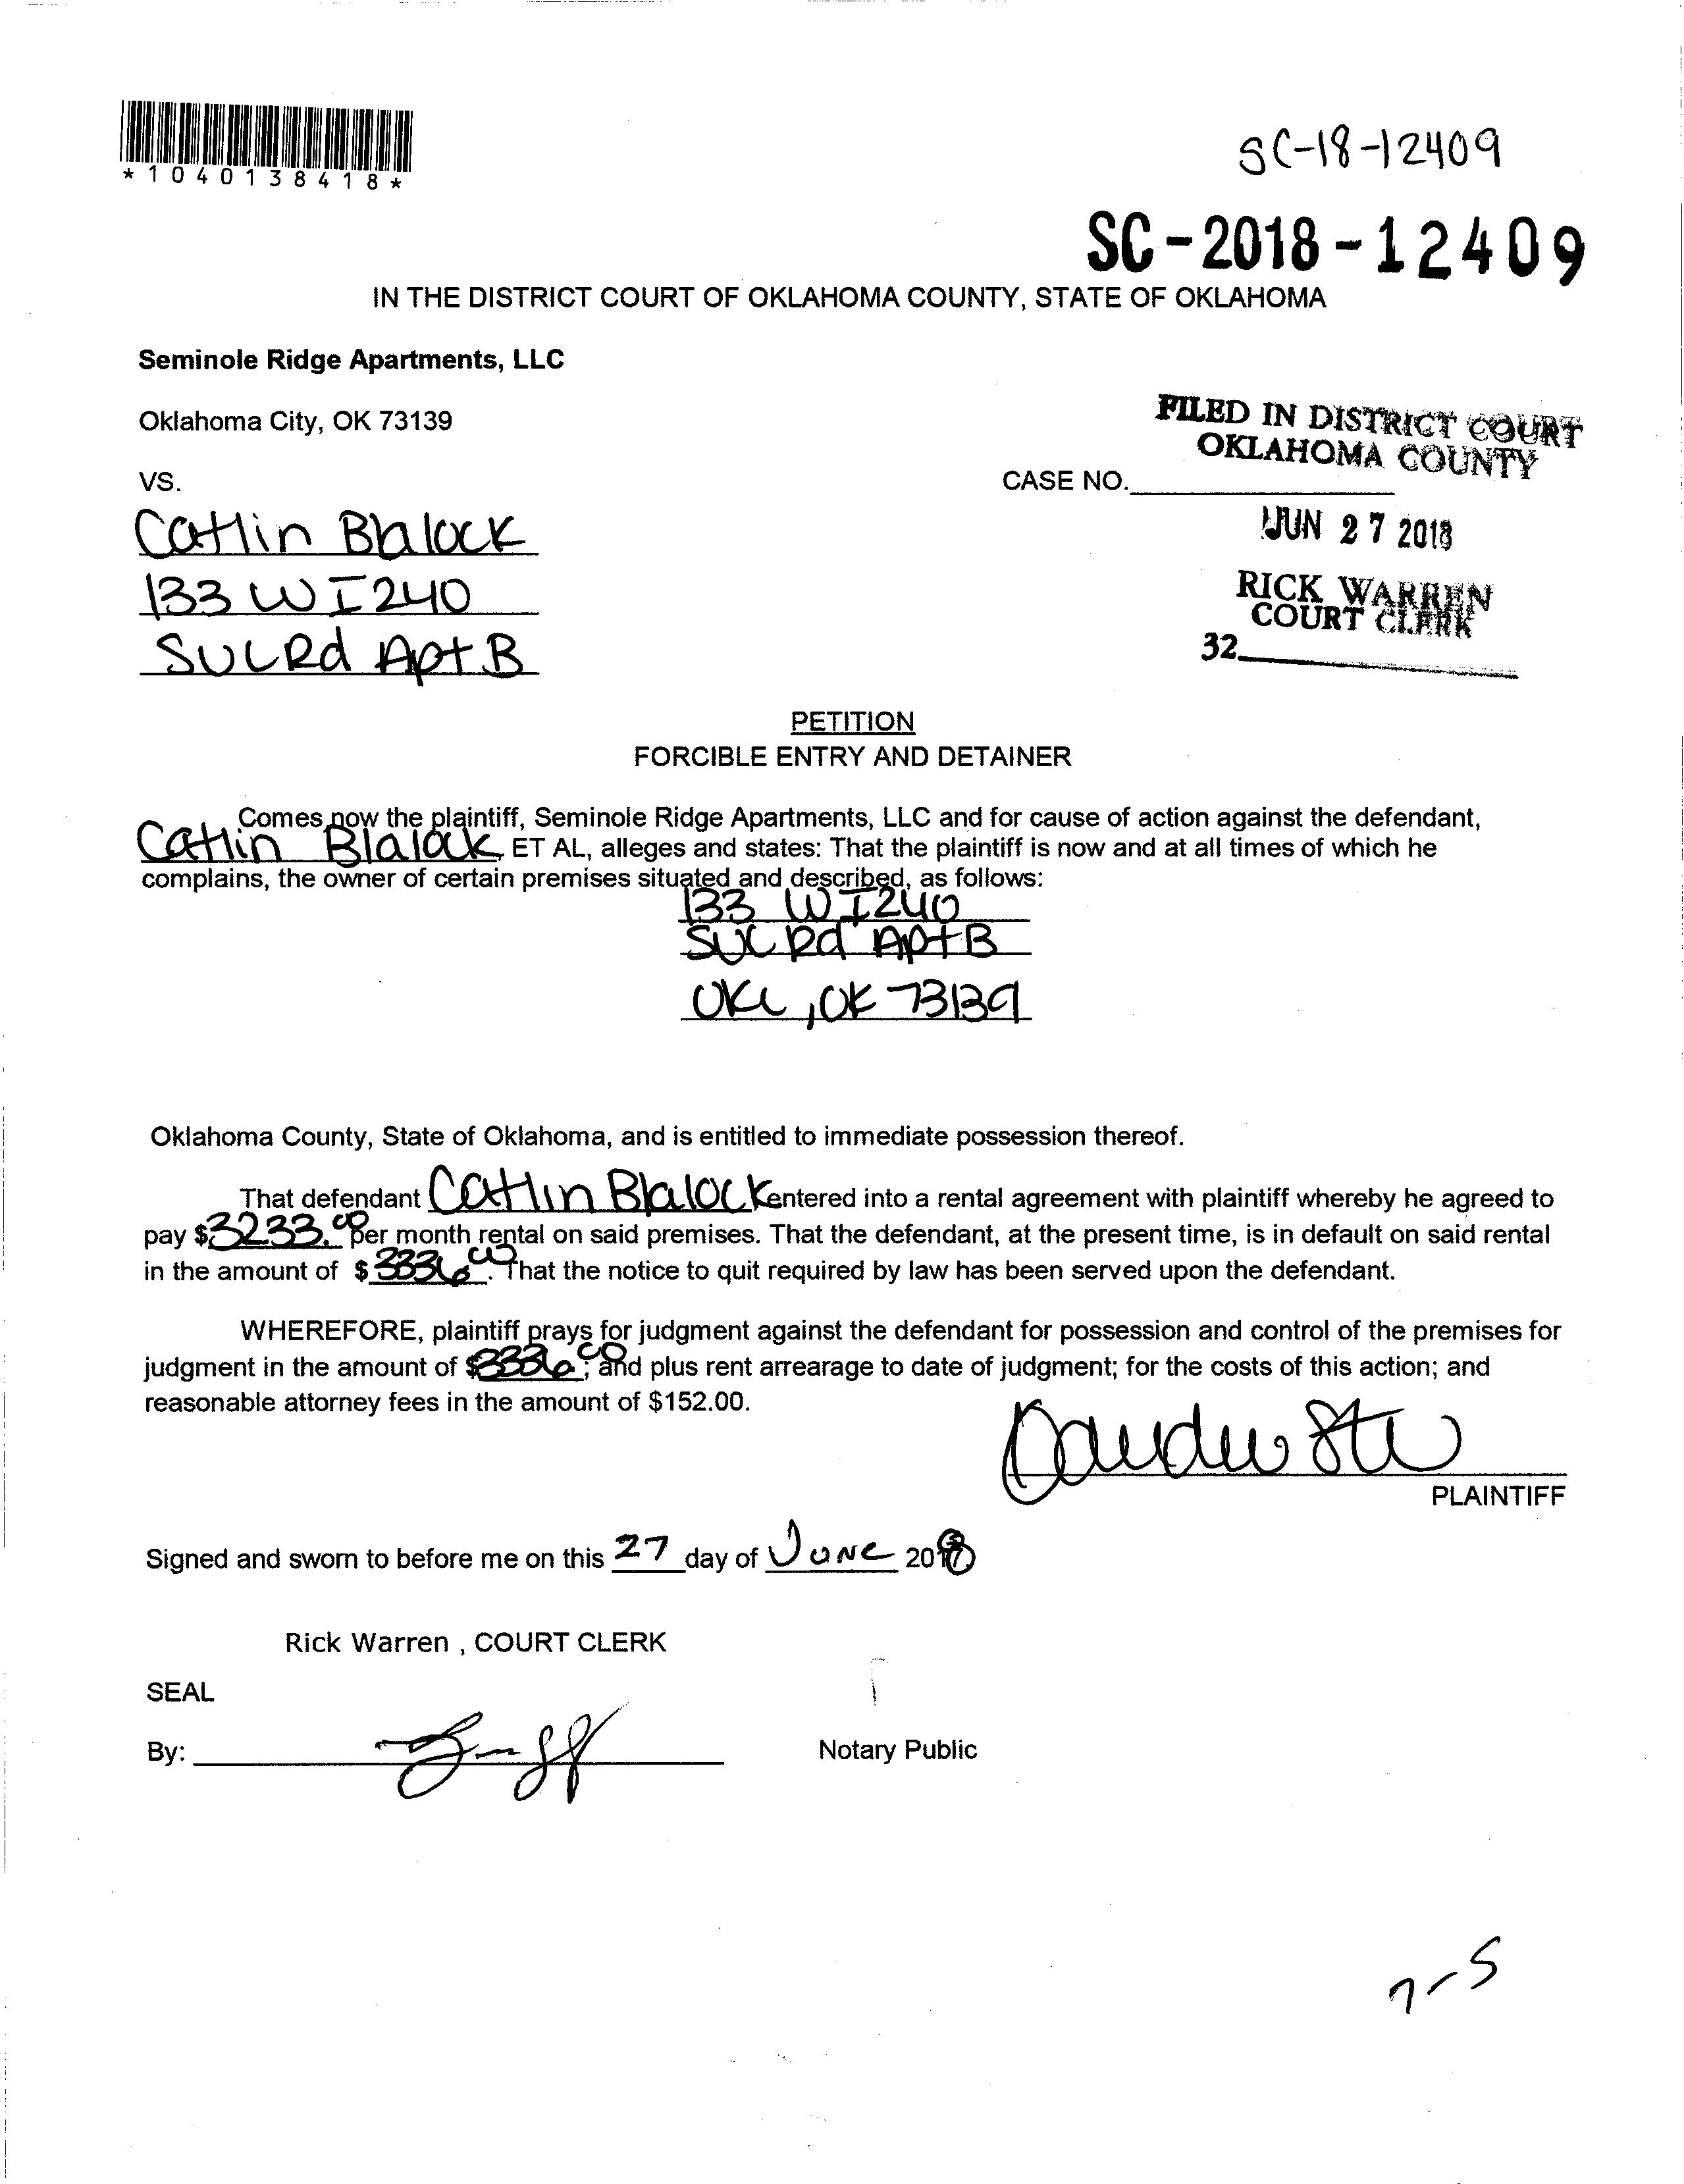 *1040138418*
SC-18-12409
SC-2018-12409
IN THE DISTRICT COURT OF OKLAHOMA COUNTY, STATE OF OKLAHOMA
Seminole Ridge Apartments, LLC
Oklahoma City, OK 73139
FILED IN DISTRICT COURT
OKLAHOMA COUNTY
VS.
CASE NO.
JUN 27 2018
Catlin Blalock
133 W I240
RICK WARREN
COURT CLERK
SVC Rd Apt B
32
PETITION
FORCIBLE ENTRY AND DETAINER
Comes now the plaintiff, Seminole Ridge Apartments, LLC and for cause of action against the defendant,
Catlin Blalock, ET AL, alleges and states: That the plaintiff is now and at all times of which he
complains, the owner of certain premises situated and described, as follows:
133 W I240
SVC Rd Apt B
OKC, OK 73139
Oklahoma County, State of Oklahoma, and is entitled to immediate possession thereof.
That defendant Catlin Blalock entered into a rental agreement with plaintiff whereby he agreed to
pay $3233.00 per month rental on said premises. That the defendant, at the present time, is in default on said rental
in the amount of $3336.00. That the notice to quit required by law has been served upon the defendant.
WHEREFORE, plaintiff prays for judgment against the defendant for possession and control of the premises for
judgment in the amount of $3336.00; and plus rent arrearage to date of judgment; for the costs of this action; and
reasonable attorney fees in the amount of $152.00.
PLAINTIFF
Signed and sworn to before me on this 27 day of June 2018
Rick Warren , COURT CLERK
SEAL
By:
Notary Public
7-5